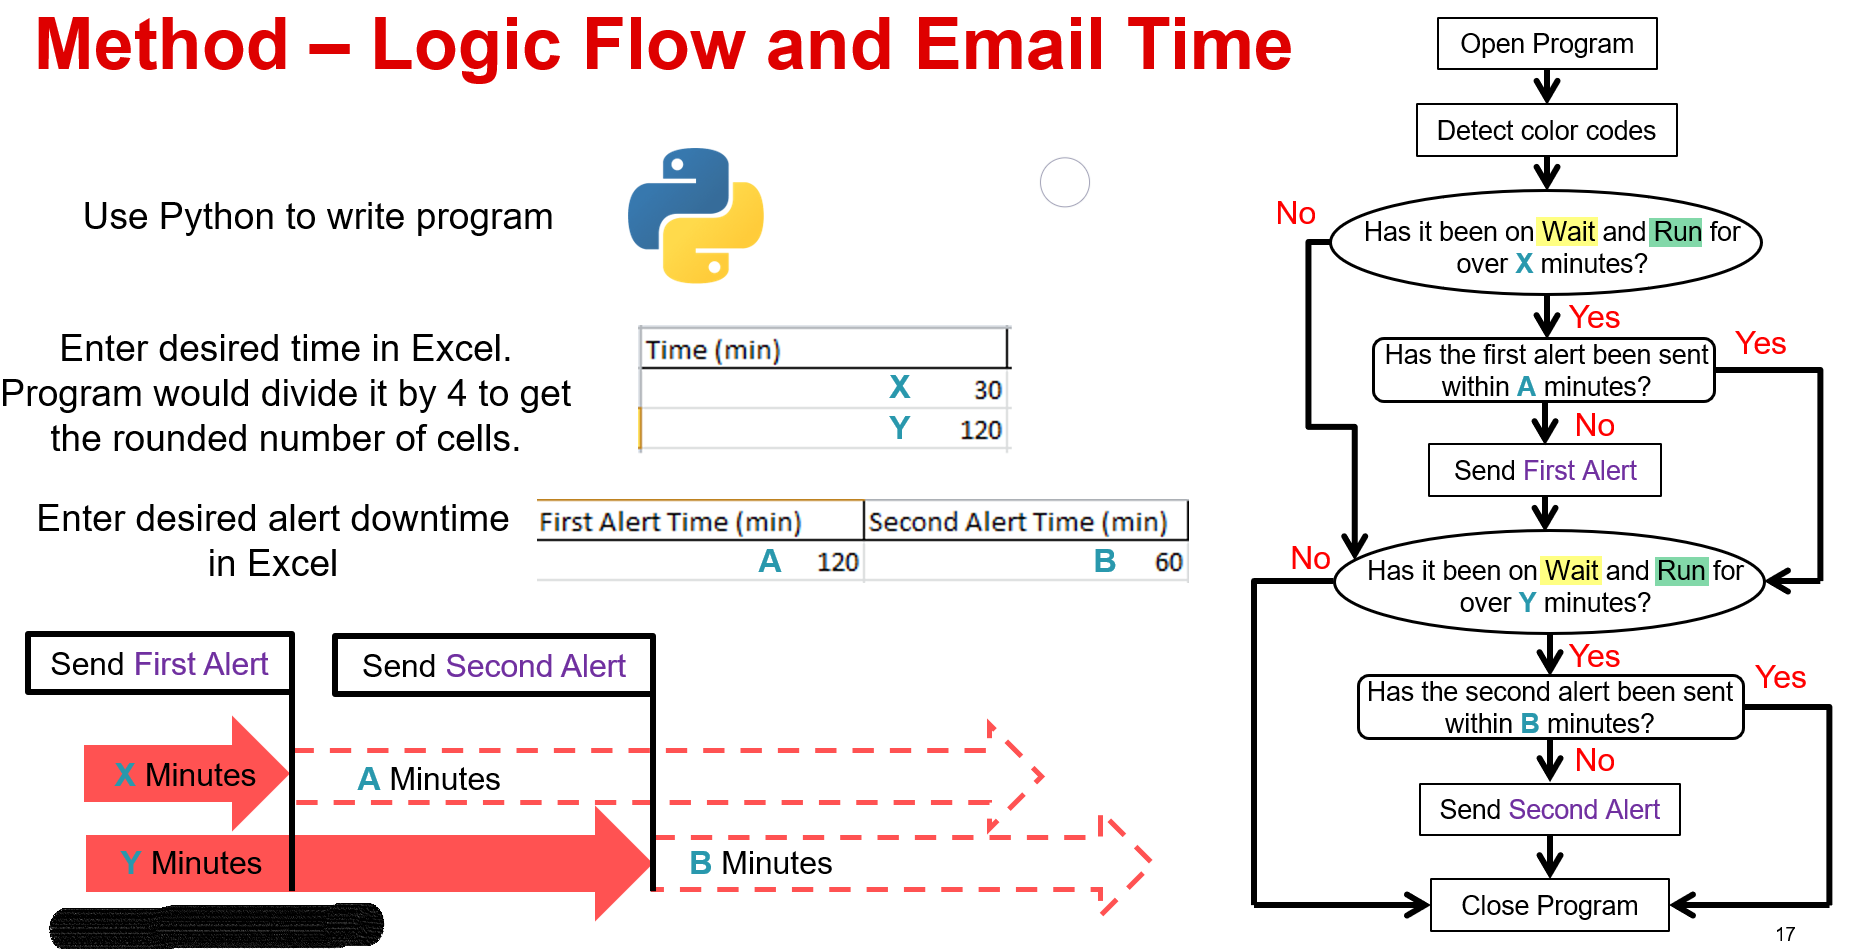 Method – Logic Flow and Email Time
Use Python to write program
Enter desired time in Excel.
Program would divide it by 4 to get
the rounded number of cells.
Time (min)
X 30
Y 120
Enter desired alert downtime
in Excel
First Alert Time (min) Second Alert Time (min)
A 120 B 60
Send First Alert
Send Second Alert
X Minutes
A Minutes
Y Minutes
B Minutes
Open Program
Detect color codes
No
Has it been on Wait and Run for
over X minutes?
Yes
Has the first alert been sent
within A minutes?
Yes
No
Send First Alert
No
Has it been on Wait and Run for
over Y minutes?
Yes
Has the second alert been sent
within B minutes?
Yes
No
Send Second Alert
Close Program
17